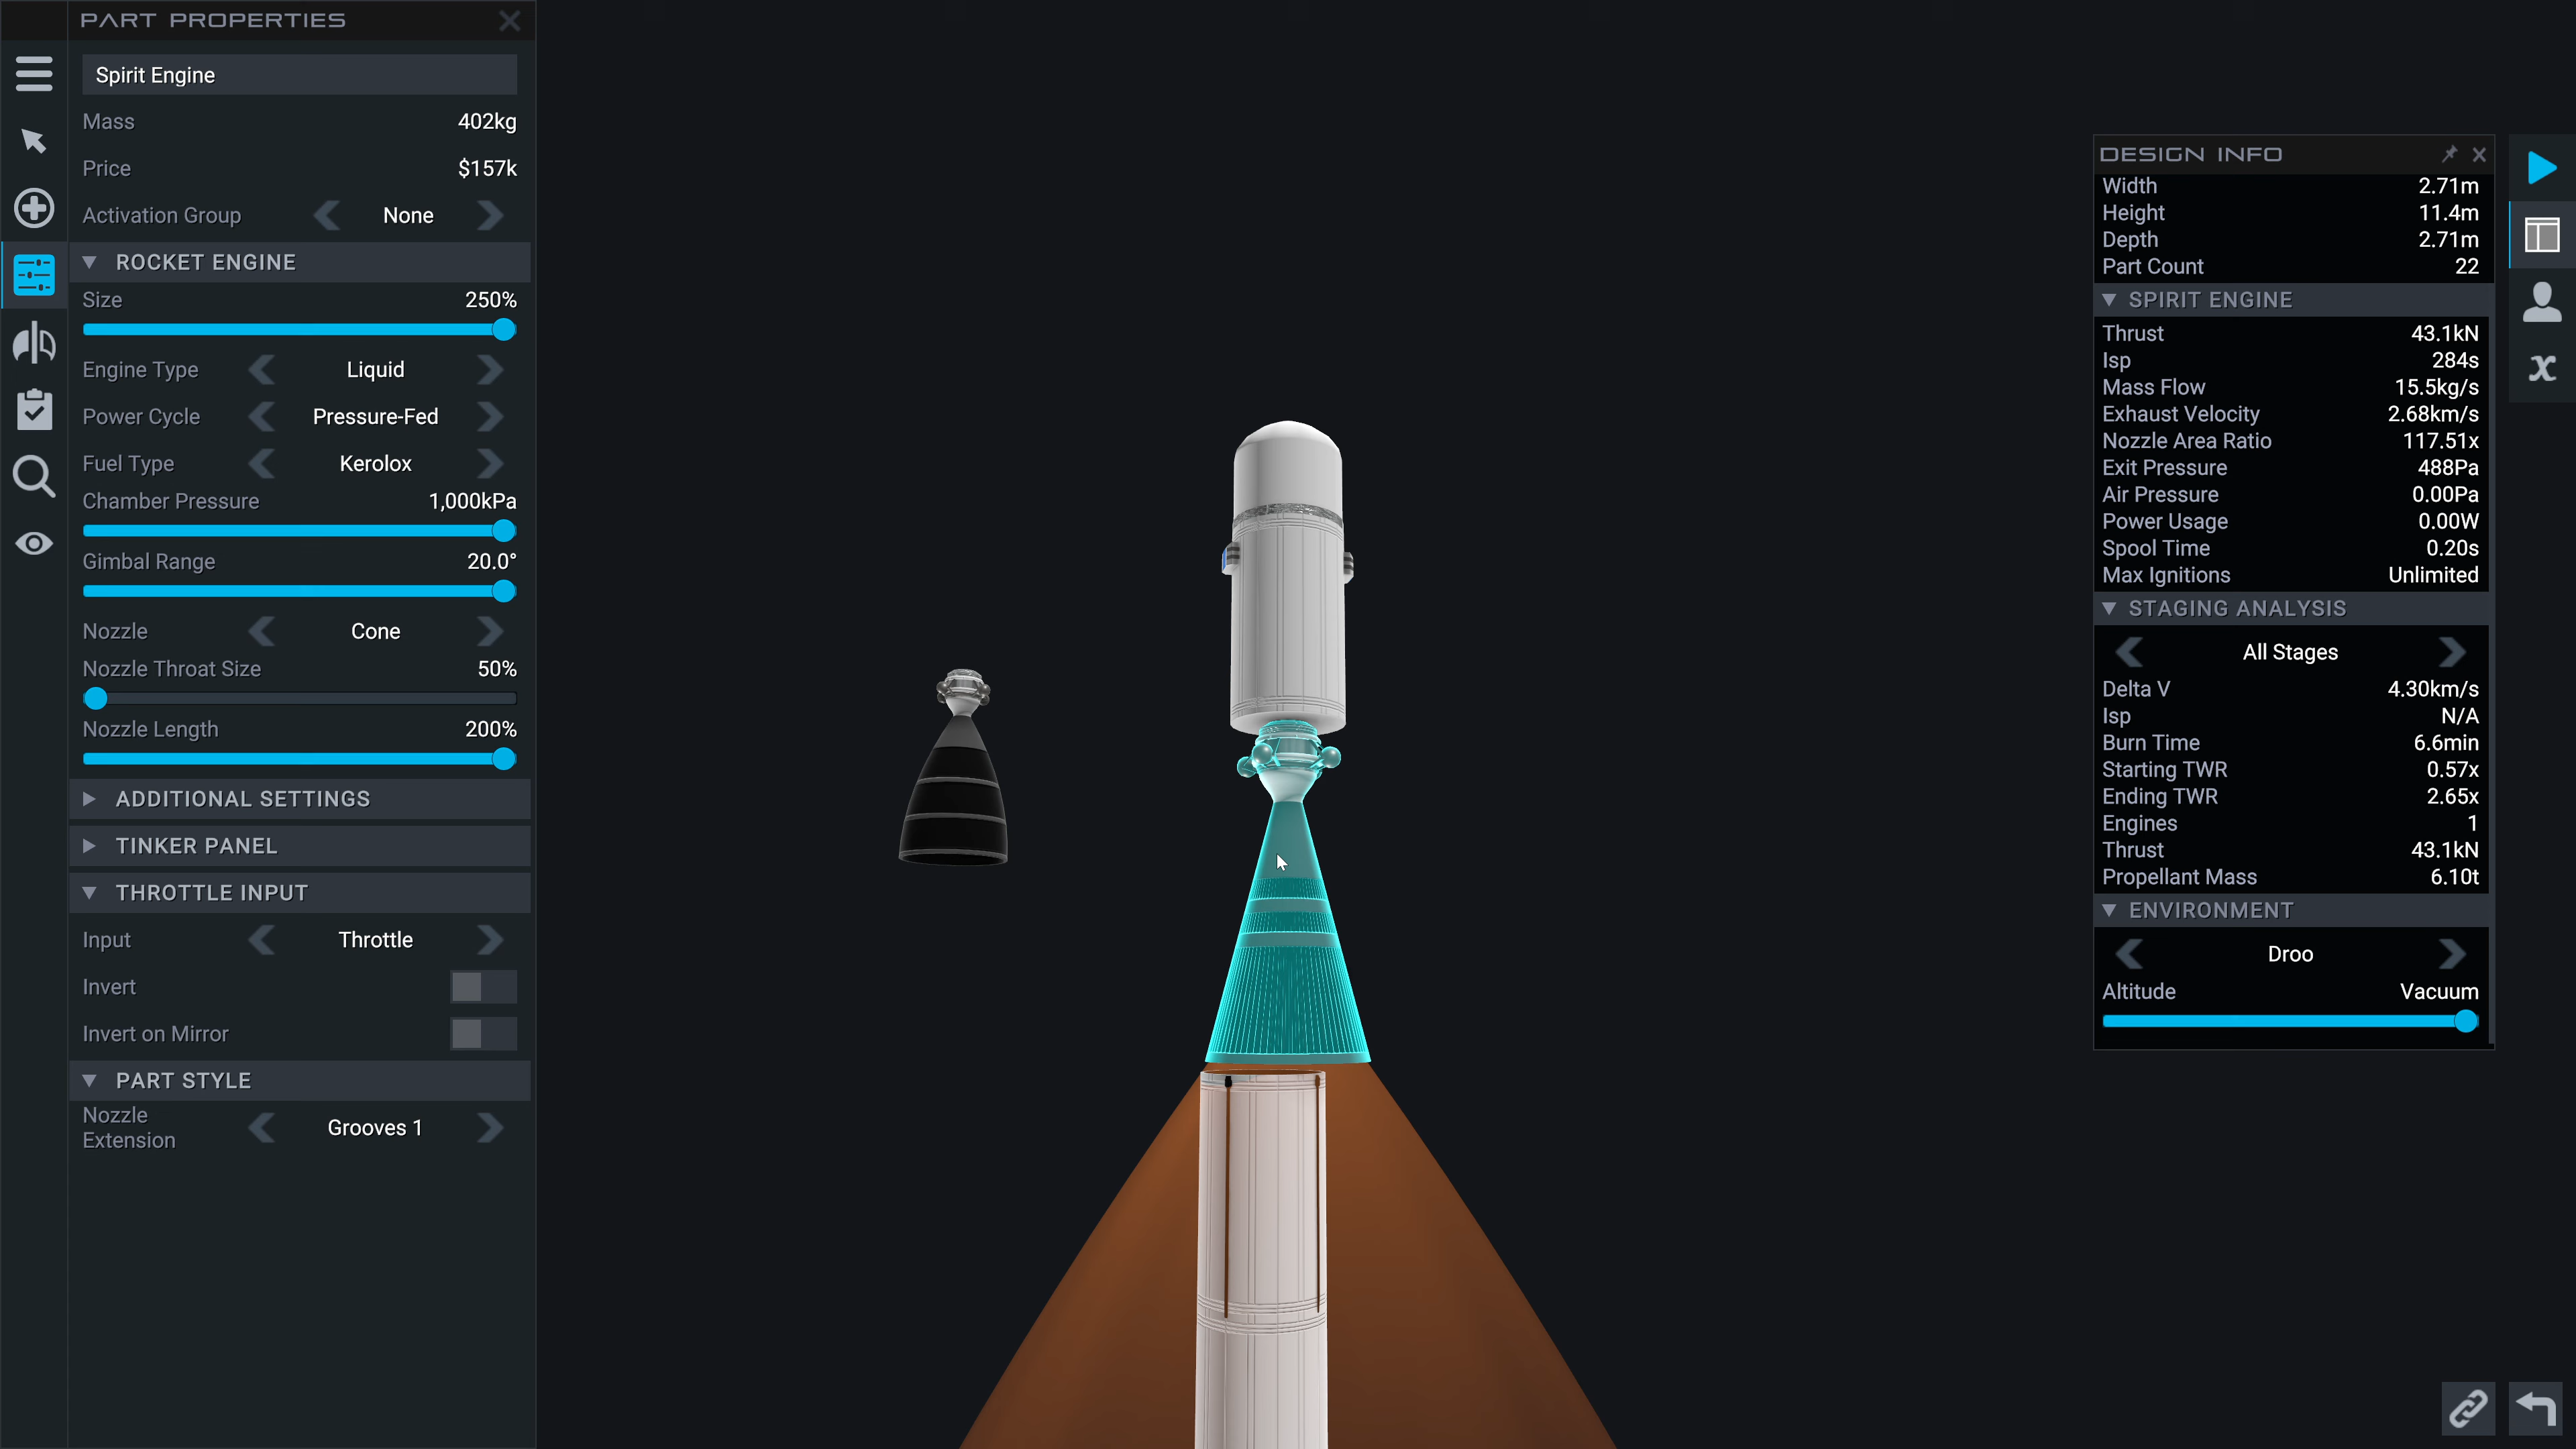 PART PROPERTIES
Spirit Engine
Mass 402kg
Price $157k
Activation Group None
ROCKET ENGINE
Size 250%
Engine Type Liquid
Power Cycle Pressure-Fed
Fuel Type Kerolox
Chamber Pressure 1,000kPa
Gimbal Range 20.0°
Nozzle Cone
Nozzle Throat Size 50%
Nozzle Length 200%
ADDITIONAL SETTINGS
TINKER PANEL
THROTTLE INPUT
Input Throttle
Invert
Invert on Mirror
PART STYLE
Nozzle
Extension Grooves 1
DESIGN INFO
Width 2.71m
Height 11.4m
Depth 2.71m
Part Count 22
SPIRIT ENGINE
Thrust 43.1kN
Isp 284s
Mass Flow 15.5kg/s
Exhaust Velocity 2.68km/s
Nozzle Area Ratio 117.51x
Exit Pressure 488Pa
Air Pressure 0.00Pa
Power Usage 0.00W
Spool Time 0.20s
Max Ignitions Unlimited
STAGING ANALYSIS
All Stages
Delta V 4.30km/s
Isp N/A
Burn Time 6.6min
Starting TWR 0.57x
Ending TWR 2.65x
Engines 1
Thrust 43.1kN
Propellant Mass 6.10t
ENVIRONMENT
Droo
Altitude Vacuum
x